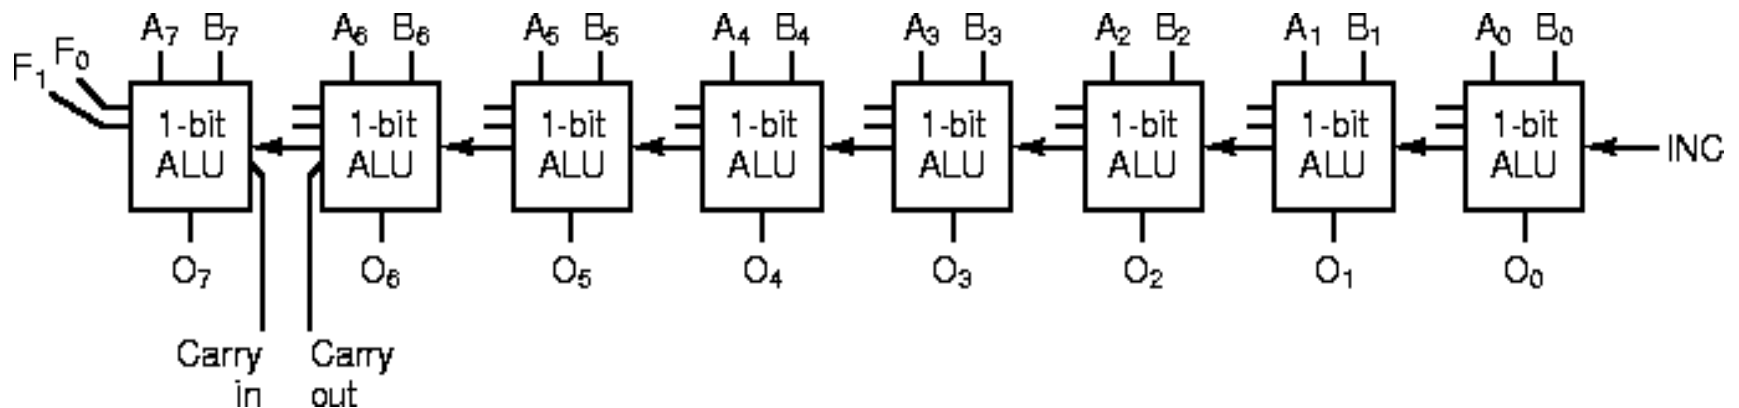 A₇ B₇ A₆ B₆ A₅ B₅ A₄ B₄ A₃ B₃ A₂ B₂ A₁ B₁ A₀ B₀
F₁ F₀
1-bit 1-bit 1-bit 1-bit 1-bit 1-bit 1-bit 1-bit
ALU ALU ALU ALU ALU ALU ALU ALU INC
O₇ O₆ O₅ O₄ O₃ O₂ O₁ O₀
Carry Carry
in out